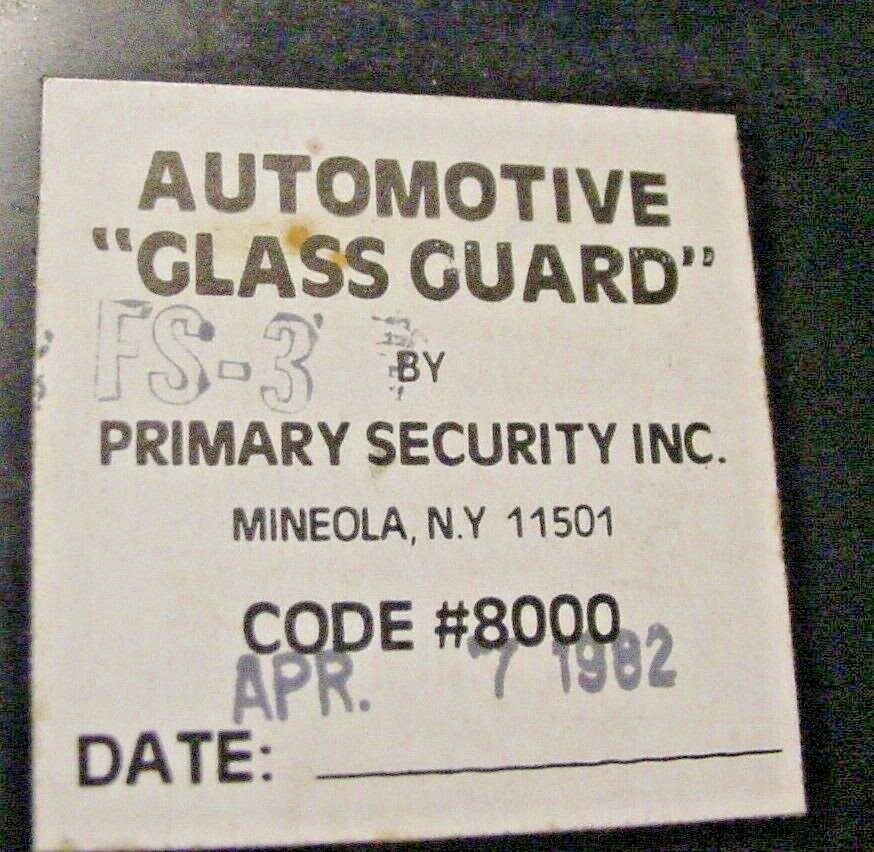 AUTOMOTIVE
"GLASS GUARD"
FS-3
BY
PRIMARY SECURITY INC.
MINEOLA, N.Y 11501
CODE #8000
APR. 7 1982
DATE: